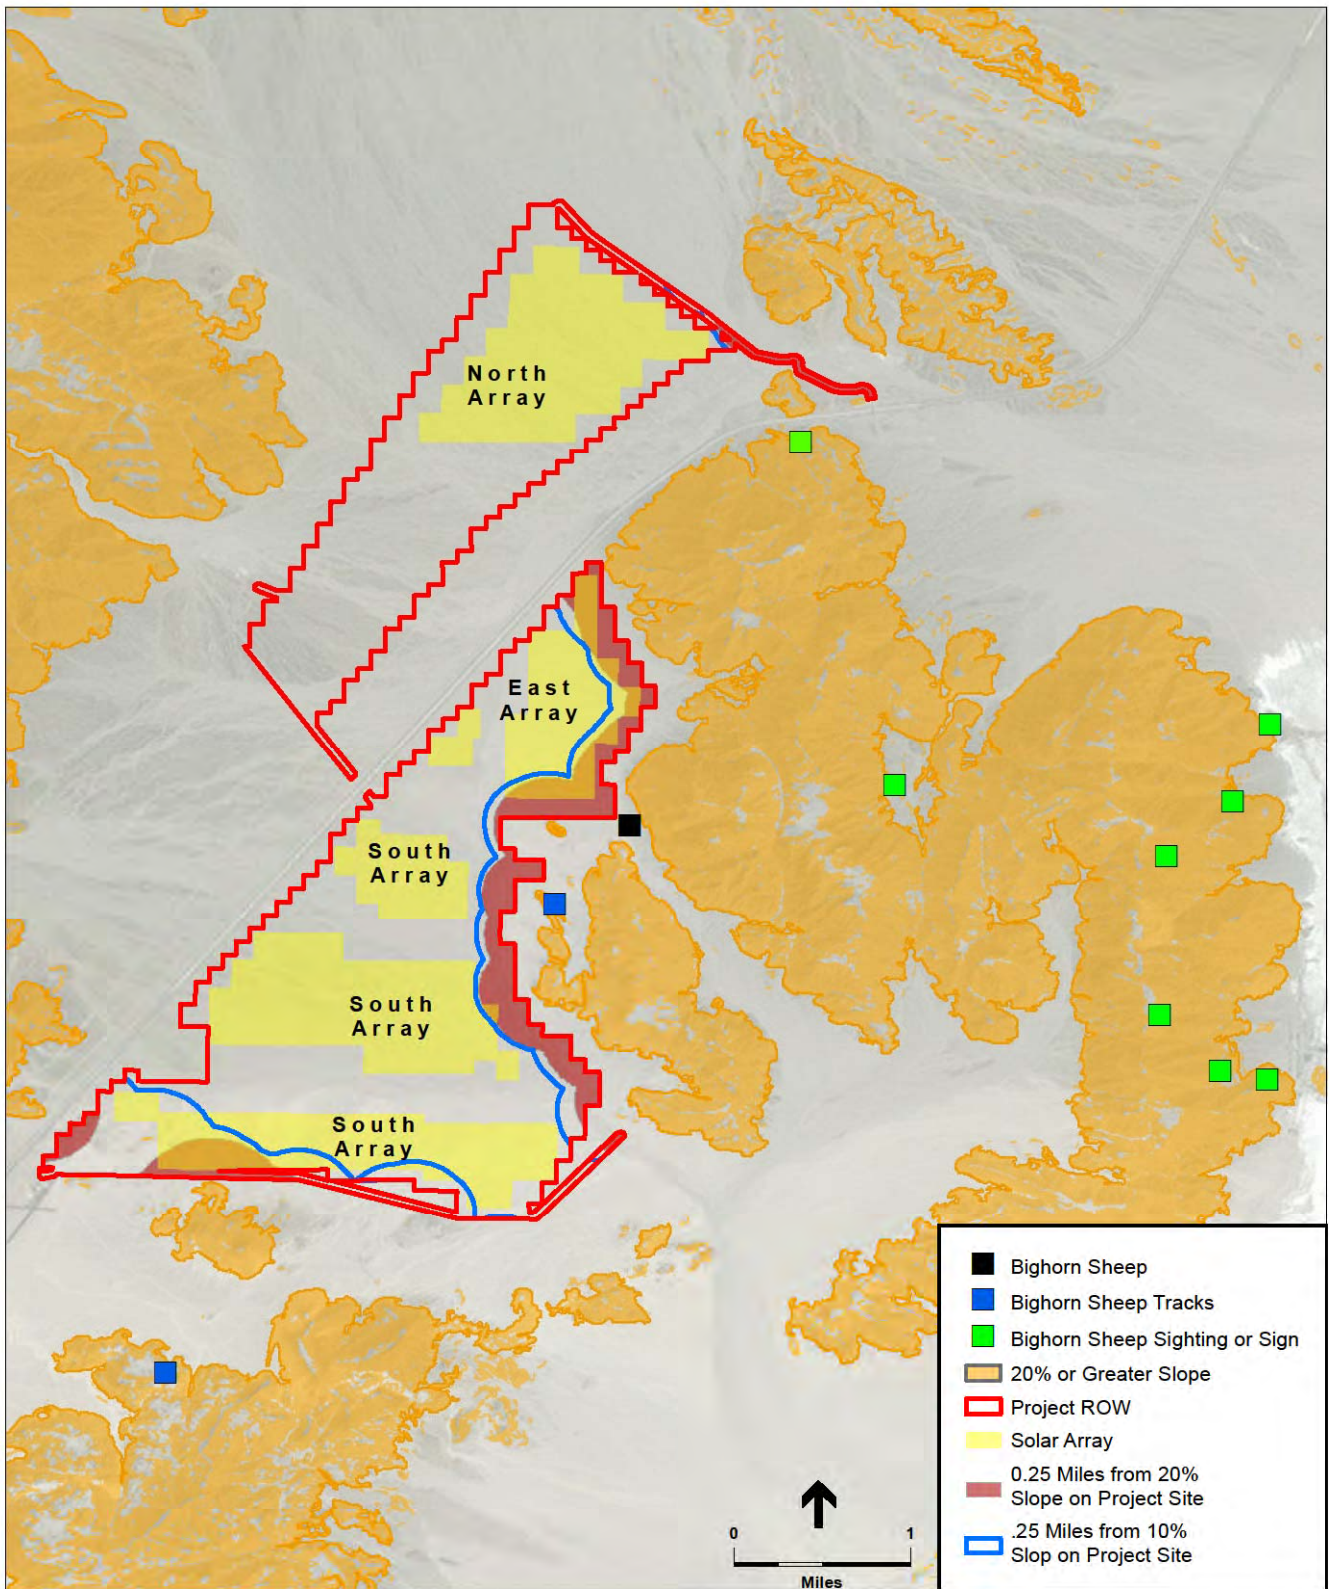 North
Array
East
Array
South
Array
South
Array
South
Array
Bighorn Sheep
Bighorn Sheep Tracks
Bighorn Sheep Sighting or Sign
20% or Greater Slope
Project ROW
Solar Array
0.25 Miles from 20%
Slope on Project Site
.25 Miles from 10%
Slop on Project Site
0 1
Miles